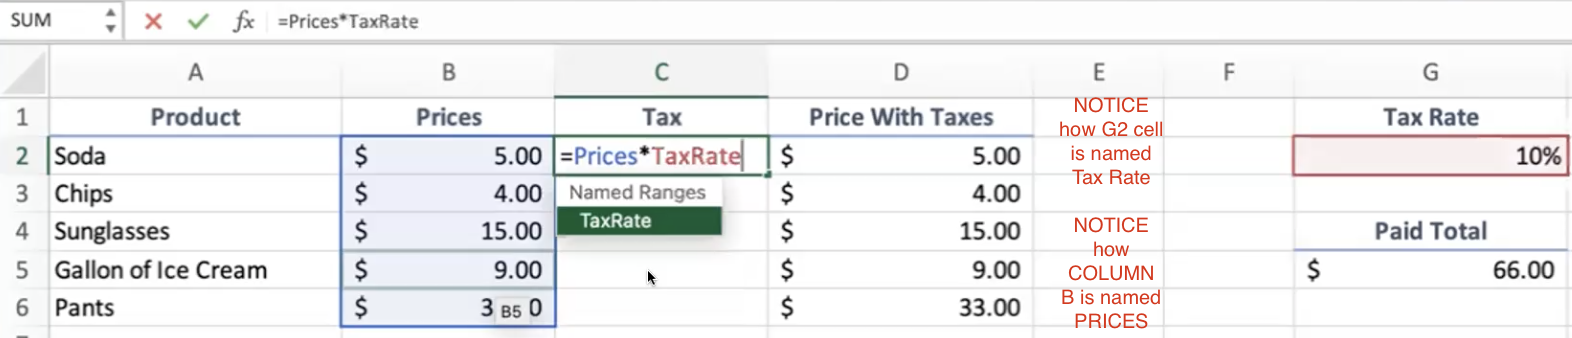 SUM fx =Prices*TaxRate
A B C D E F G
1 Product Prices Tax Price With Taxes Tax Rate
2 Soda $ 5.00 =Prices*TaxRate $ 5.00 10%
3 Chips $ 4.00 $ 4.00
4 Sunglasses $ 15.00 $ 15.00 Paid Total
5 Gallon of Ice Cream $ 9.00 $ 9.00 $ 66.00
6 Pants $ B5 $ 33.00
Named Ranges
TaxRate
NOTICE
how G2 cell
is named
Tax Rate
NOTICE
how
COLUMN
B is named
PRICES